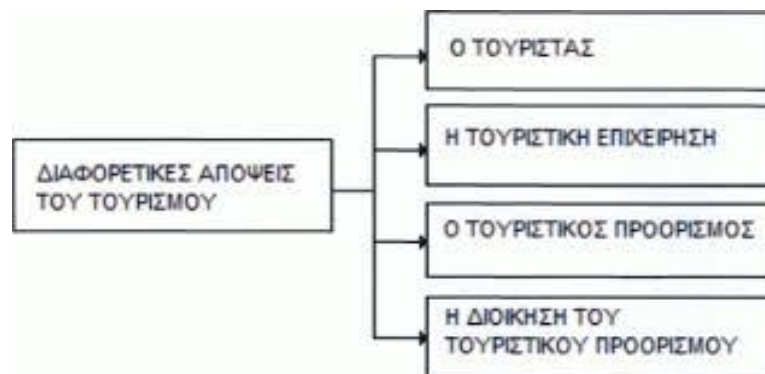 Ο ΤΟΥΡΙΣΤΑΣ
Η ΤΟΥΡΙΣΤΙΚΗ ΕΠΙΧΕΙΡΗΣΗ
ΔΙΑΦΟΡΕΤΙΚΕΣ ΑΠΟΨΕΙΣ
ΤΟΥ ΤΟΥΡΙΣΜΟΥ
Ο ΤΟΥΡΙΣΤΙΚΟΣ ΠΡΟΟΡΙΣΜΟΣ
Η ΔΙΟΙΚΗΣΗ ΤΟΥ
ΤΟΥΡΙΣΤΙΚΟΥ ΠΡΟΟΡΙΣΜΟΥ